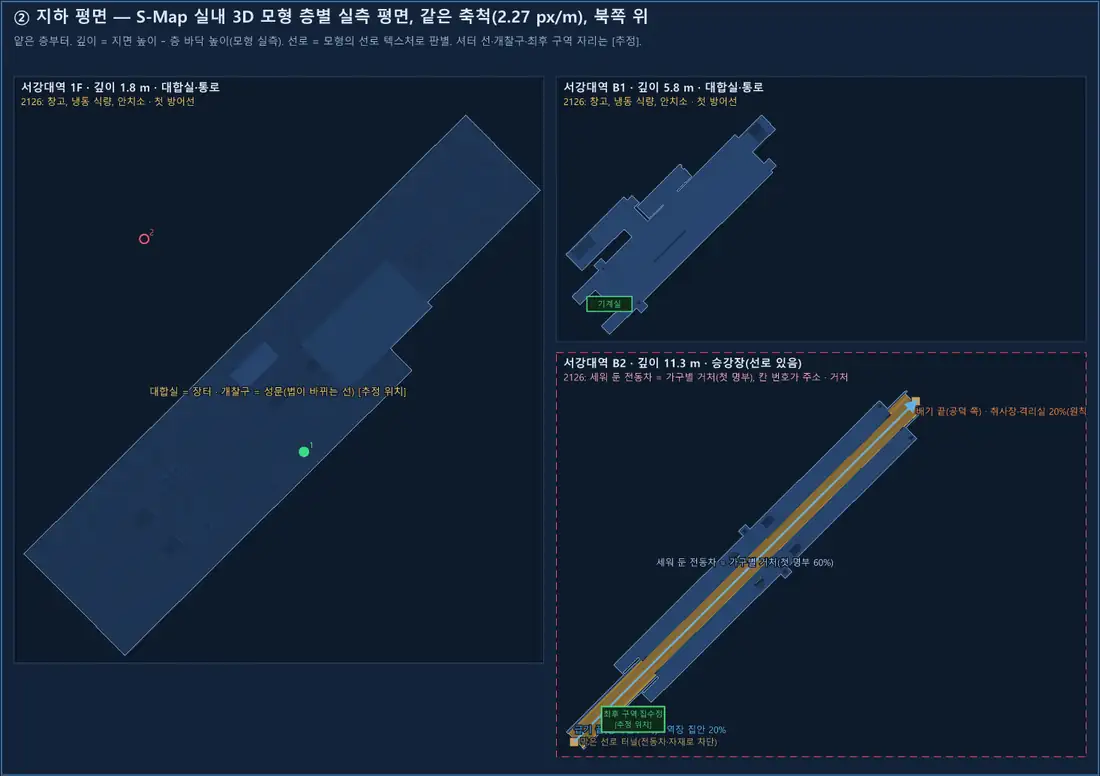 ② 지하 평면 — S-Map 실내 3D 모형 층별 실측 평면, 같은 축척(2.27 px/m), 북쪽 위
얕은 층부터. 깊이 = 지면 높이 − 층 바닥 높이(모형 실측). 선로 = 모형의 선로 텍스처로 판별. 셔터 선·개찰구·최후 구역 자리는 [추정].
서강대역 1F · 깊이 1.8 m · 대합실·통로
2126: 창고, 냉동 식량, 안치소 · 첫 방어선
2
대합실 = 장터 · 개찰구 = 성문(법이 바뀌는 선) [추정 위치]
1
서강대역 B1 · 깊이 5.8 m · 대합실·통로
2126: 창고, 냉동 식량, 안치소 · 첫 방어선
기계실
서강대역 B2 · 깊이 11.3 m · 승강장(선로 있음)
2126: 세워 둔 전동차 = 가구별 거처(첫 명부), 칸 번호가 주소 · 거처
배기 끝(공덕 쪽) · 취사장·격리실 20%(원칙
세워 둔 전동차 = 가구별 거처(첫 명부 60%)
최후 구역·집수정
[추정 위치]
급기 역장 집안 20%
막은 선로 터널(전동차·자재로 차단)